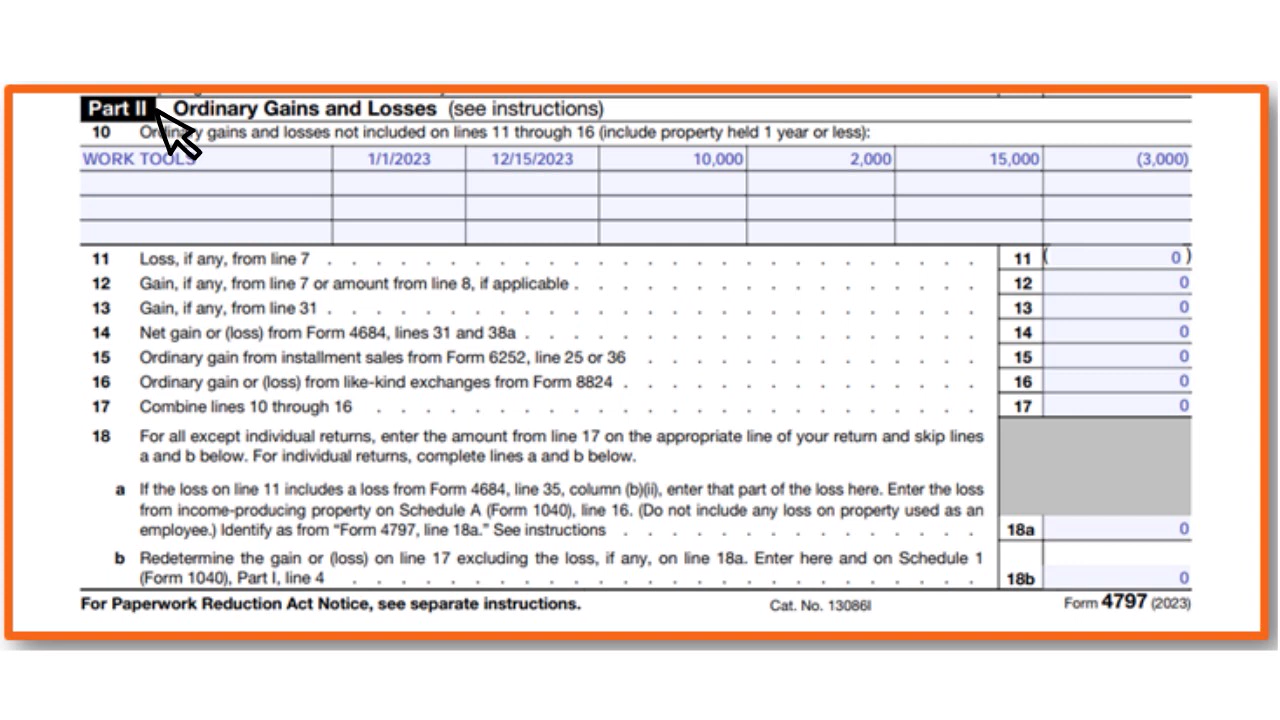 Part II Ordinary Gains and Losses (see instructions)
10 Ordinary gains and losses not included on lines 11 through 16 (include property held 1 year or less):
WORK TOOLS 1/1/2023 12/15/2023 10,000 2,000 15,000 (3,000)
11 Loss, if any, from line 7 . . . . . . . . . . . . . . . . . . . . 11 ( 0 )
12 Gain, if any, from line 7 or amount from line 8, if applicable . . . . . . . . . . . . 12 0
13 Gain, if any, from line 31 . . . . . . . . . . . . . . . . . . . . 13 0
14 Net gain or (loss) from Form 4684, lines 31 and 38a . . . . . . . . . . . . . 14 0
15 Ordinary gain from installment sales from Form 6252, line 25 or 36 . . . . . . . . . . 15 0
16 Ordinary gain or (loss) from like-kind exchanges from Form 8824 . . . . . . . . . . . 16 0
17 Combine lines 10 through 16 . . . . . . . . . . . . . . . . . . 17 0
18 For all except individual returns, enter the amount from line 17 on the appropriate line of your return and skip lines
a and b below. For individual returns, complete lines a and b below.
a If the loss on line 11 includes a loss from Form 4684, line 35, column (b)(ii), enter that part of the loss here. Enter the loss
from income-producing property on Schedule A (Form 1040), line 16. (Do not include any loss on property used as an
employee.) Identify as from “Form 4797, line 18a.” See instructions . . . . . . . . . . . 18a 0
b Redetermine the gain or (loss) on line 17 excluding the loss, if any, on line 18a. Enter here and on Schedule 1
(Form 1040), Part I, line 4 . . . . . . . . . . . . . . . . . . . 18b 0
For Paperwork Reduction Act Notice, see separate instructions. Cat. No. 13086I Form 4797 (2023)